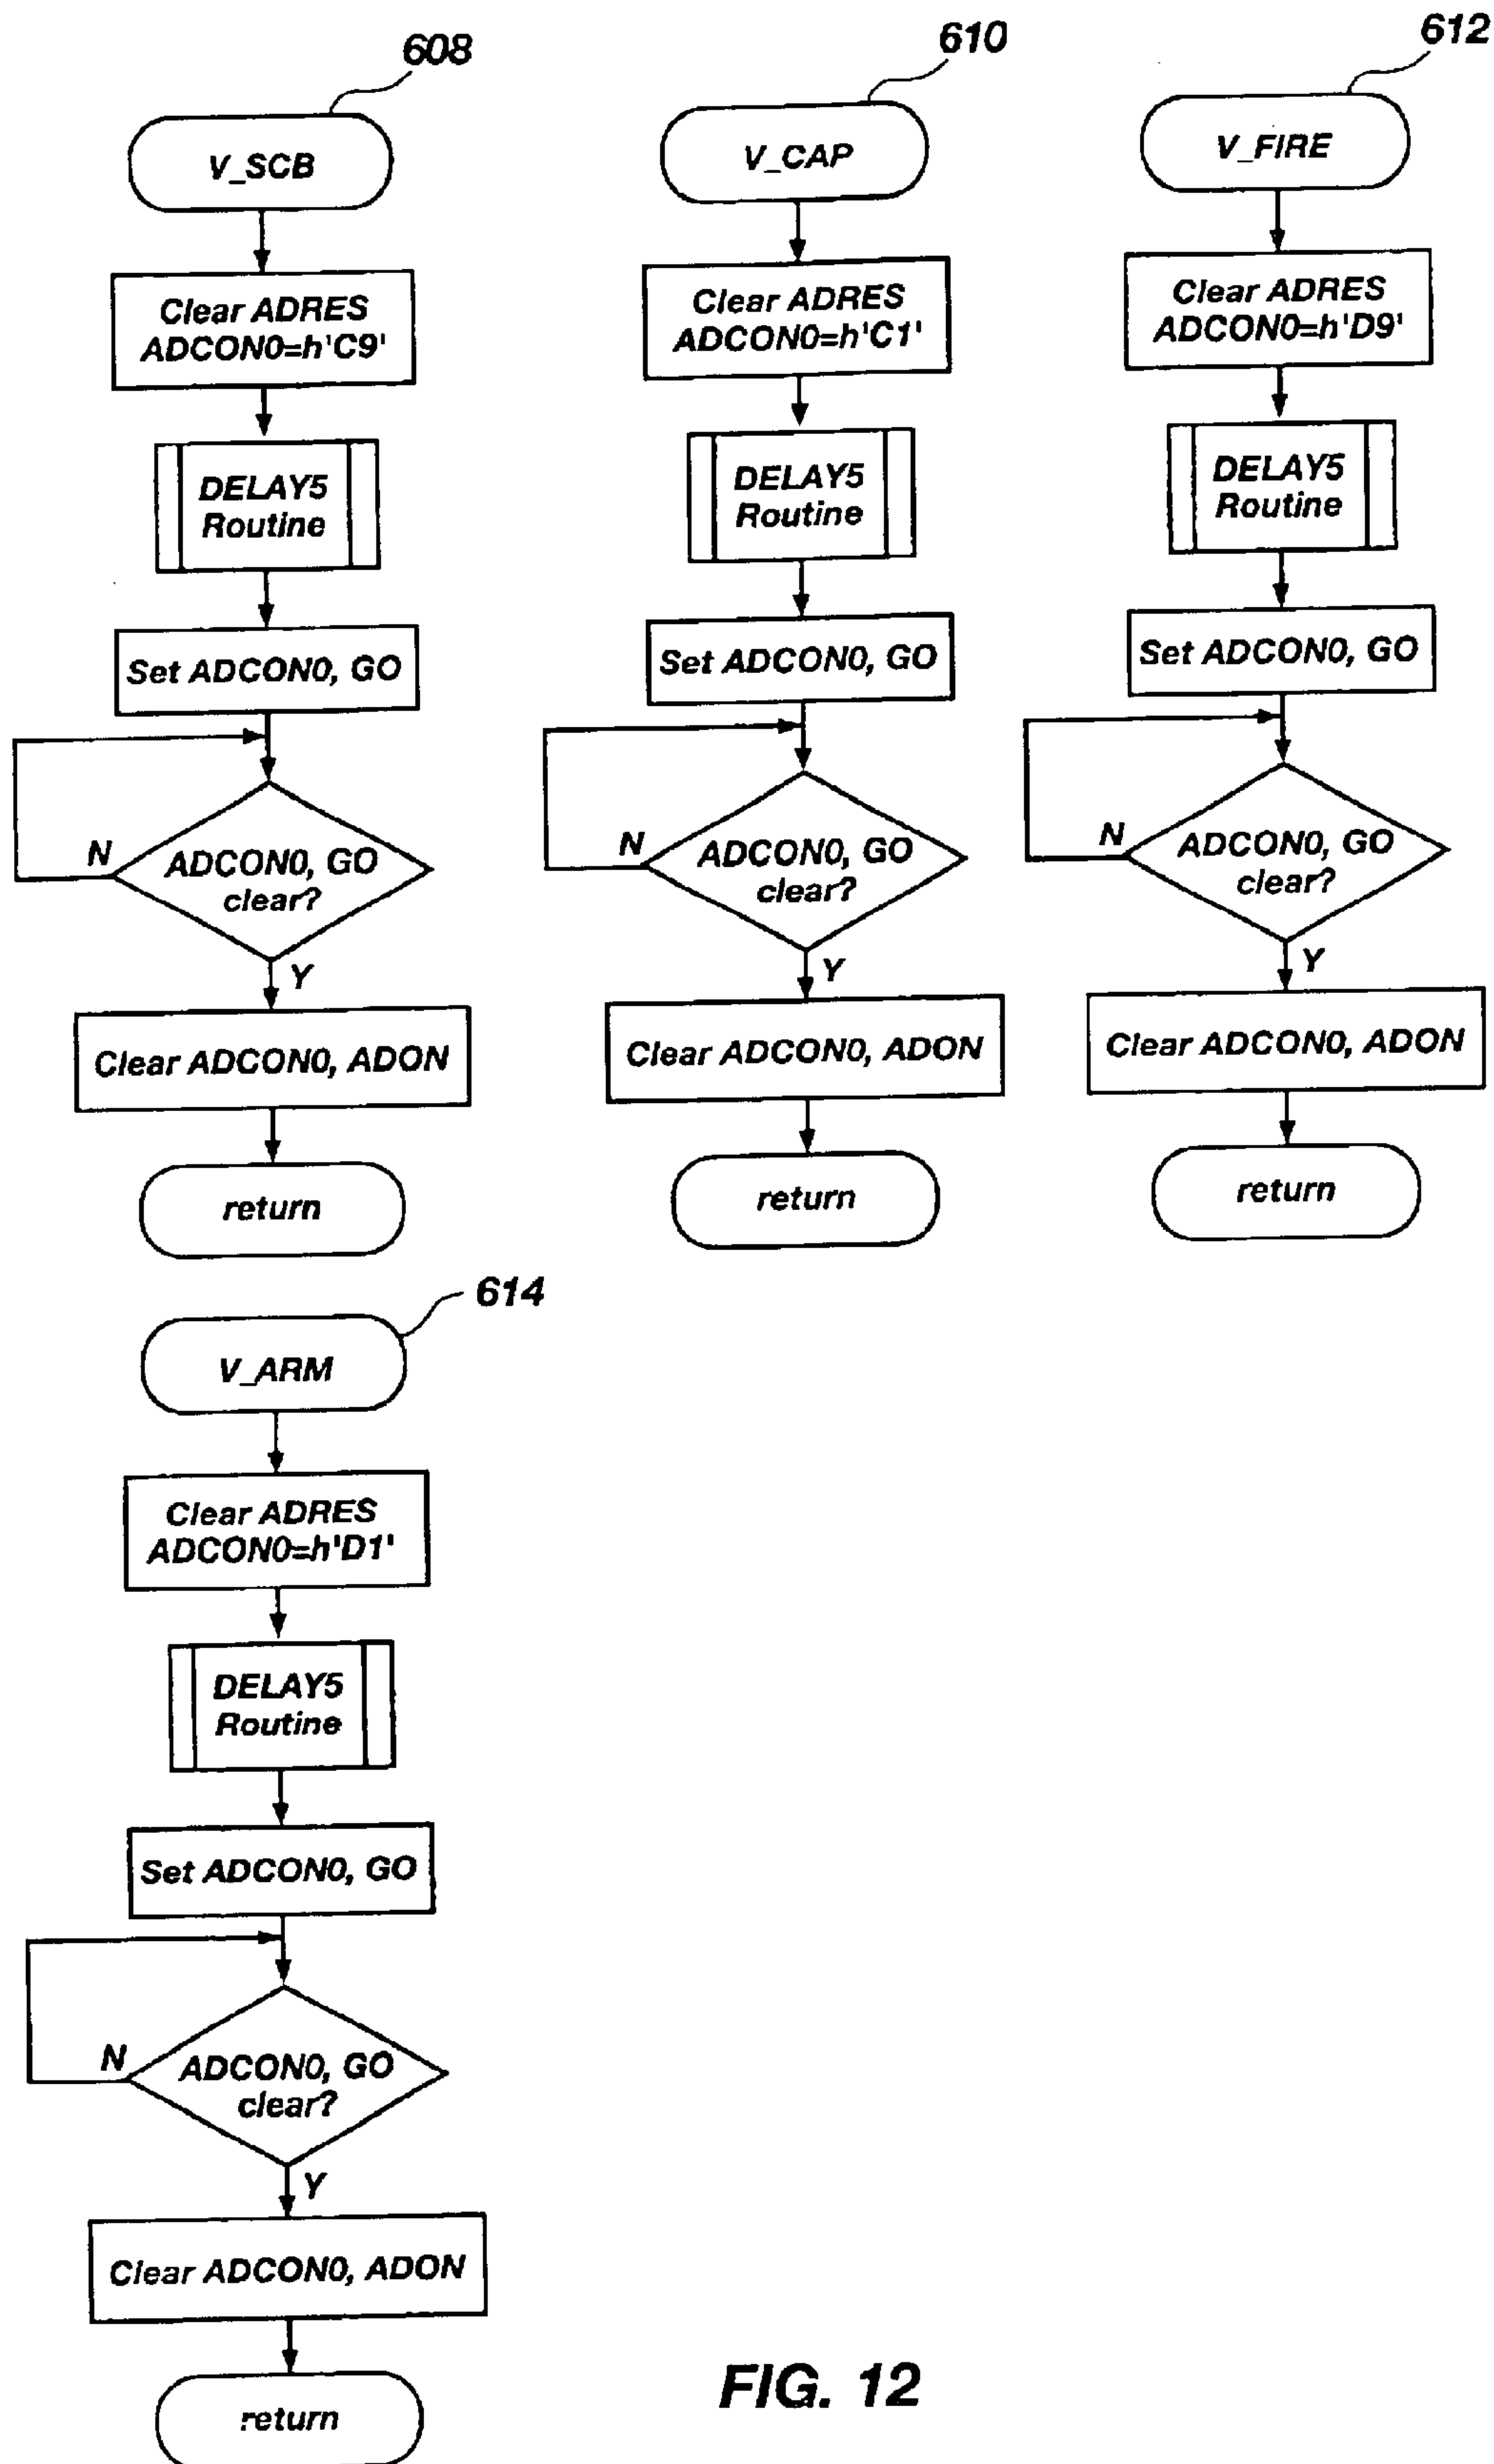 608
V_SCB
Clear ADRES
ADCON0=h'C9'
DELAY5
Routine
Set ADCON0, GO
N
ADCON0, GO
clear?
Y
Clear ADCON0, ADON
return
610
V_CAP
Clear ADRES
ADCON0=h'C1'
DELAY5
Routine
Set ADCON0, GO
N
ADCON0, GO
clear?
Y
Clear ADCON0, ADON
return
612
V_FIRE
Clear ADRES
ADCON0=h'D9'
DELAY5
Routine
Set ADCON0, GO
N
ADCON0, GO
clear?
Y
Clear ADCON0, ADON
return
614
V_ARM
Clear ADRES
ADCON0=h'D1'
DELAY5
Routine
Set ADCON0, GO
N
ADCON0, GO
clear?
Y
Clear ADCON0, ADON
return
FIG. 12